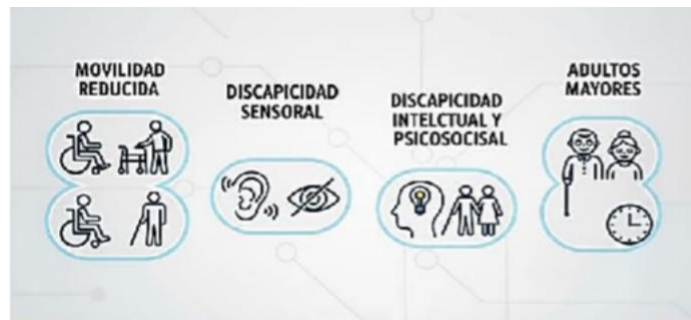 MOVILIDAD
REDUCIDA
DISCAPICIDAD
SENSORAL
DISCAPICIDAD
INTELCTUAL Y
PSICOSOCISAL
ADULTOS
MAYORES